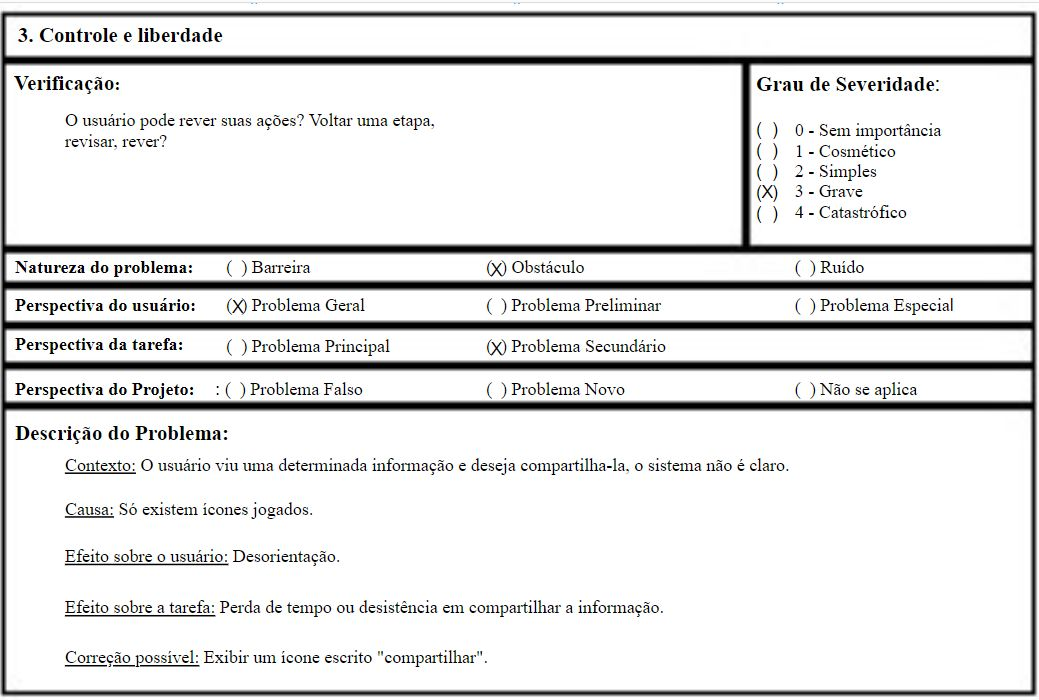 3. Controle e liberdade
Verificação:
O usuário pode rever suas ações? Voltar uma etapa,
revisar, rever?
Grau de Severidade:
( ) 0 - Sem importância
( ) 1 - Cosmético
( ) 2 - Simples
(X) 3 - Grave
( ) 4 - Catastrófico
Natureza do problema: ( ) Barreira (X) Obstáculo ( ) Ruído
Perspectiva do usuário: (X) Problema Geral ( ) Problema Preliminar ( ) Problema Especial
Perspectiva da tarefa: ( ) Problema Principal (X) Problema Secundário
Perspectiva do Projeto: : ( ) Problema Falso ( ) Problema Novo ( ) Não se aplica
Descrição do Problema:
Contexto: O usuário viu uma determinada informação e deseja compartilha-la, o sistema não é claro.
Causa: Só existem ícones jogados.
Efeito sobre o usuário: Desorientação.
Efeito sobre a tarefa: Perda de tempo ou desistência em compartilhar a informação.
Correção possível: Exibir um ícone escrito "compartilhar".